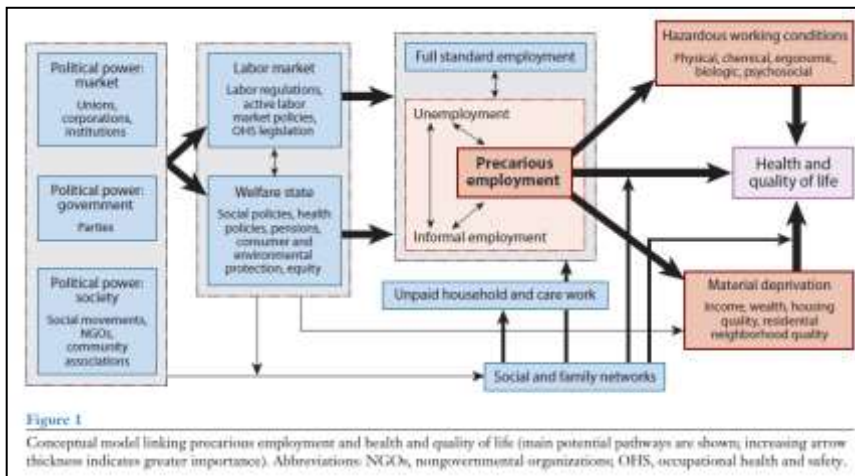 Political power:
market
Unions,
corporations,
institutions
Political power:
government
Parties
Political power:
society
Social movements,
NGOs,
community
associations
Labor market
Labor regulations,
active labor
market policies,
OHS legislation
Welfare state
Social policies, health
policies, pensions,
consumer and
environmental
protection, equity
Full standard employment
Unemployment
Precarious
employment
Informal employment
Unpaid household and care work
Social and family networks
Hazardous working conditions
Physical, chemical, ergonomic,
biologic, psychosocial
Health and
quality of life
Material deprivation
Income, wealth, housing
quality, residential
neighborhood quality
Figure 1
Conceptual model linking precarious employment and health and quality of life (main potential pathways are shown; increasing arrow
thickness indicates greater importance). Abbreviations: NGOs, nongovernmental organizations; OHS, occupational health and safety.